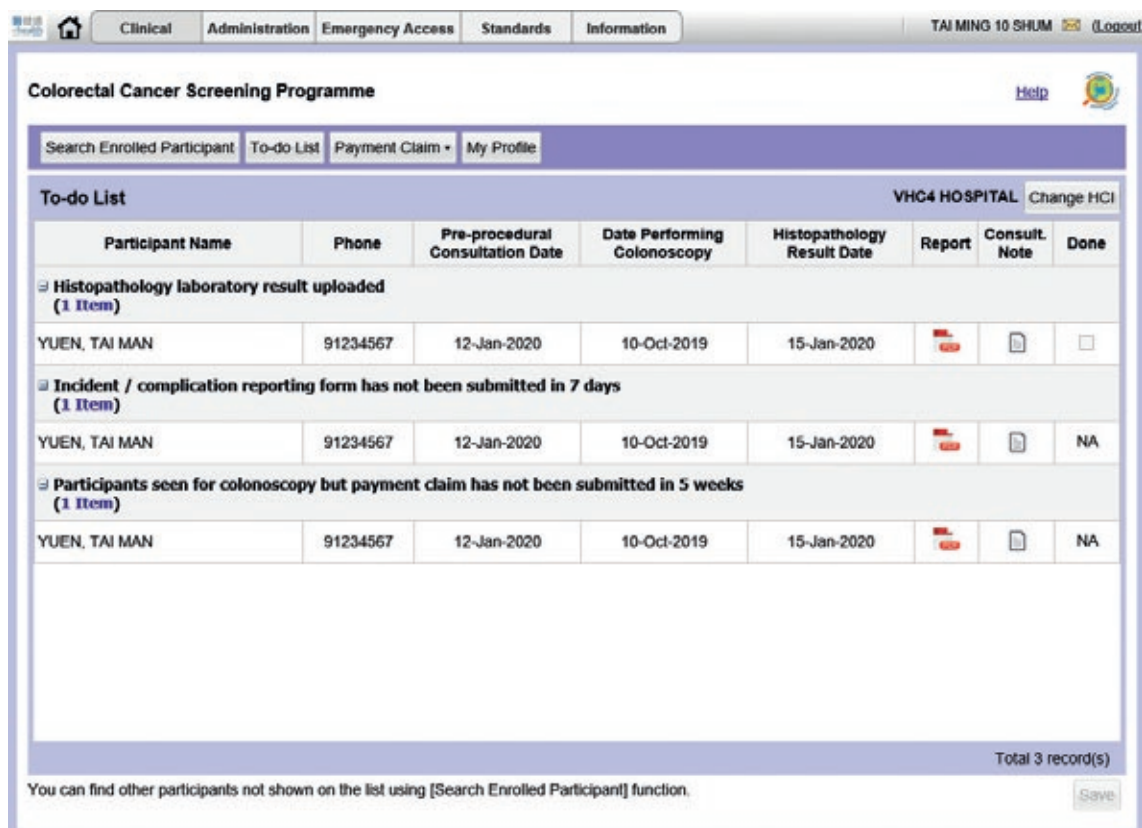 Clinical Administration Emergency Access Standards Information TAI MING 10 SHUM (Logout
Colorectal Cancer Screening Programme Help
Search Enrolled Participant To-do List Payment Claim My Profile
To-do List VHC4 HOSPITAL Change HCI
Participant Name Phone Pre-procedural Consultation Date Date Performing Colonoscopy Histopathology Result Date Report Consult. Note Done
Histopathology laboratory result uploaded
(1 Item)
YUEN, TAI MAN 91234567 12-Jan-2020 10-Oct-2019 15-Jan-2020 PDF
Incident / complication reporting form has not been submitted in 7 days
(1 Item)
YUEN, TAI MAN 91234567 12-Jan-2020 10-Oct-2019 15-Jan-2020 PDF NA
Participants seen for colonoscopy but payment claim has not been submitted in 5 weeks
(1 Item)
YUEN, TAI MAN 91234567 12-Jan-2020 10-Oct-2019 15-Jan-2020 PDF NA
Total 3 record(s)
You can find other participants not shown on the list using [Search Enrolled Participant] function. Save